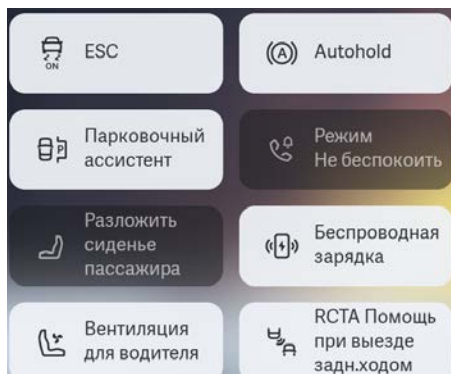 ESC
ON
Autohold
A
Парковочный
ассистент
P
Режим
Не беспокоить
Разложить
сиденье
пассажира
Беспроводная
зарядка
Вентиляция
для водителя
RCTA Помощь
при выезде
задн.ходом